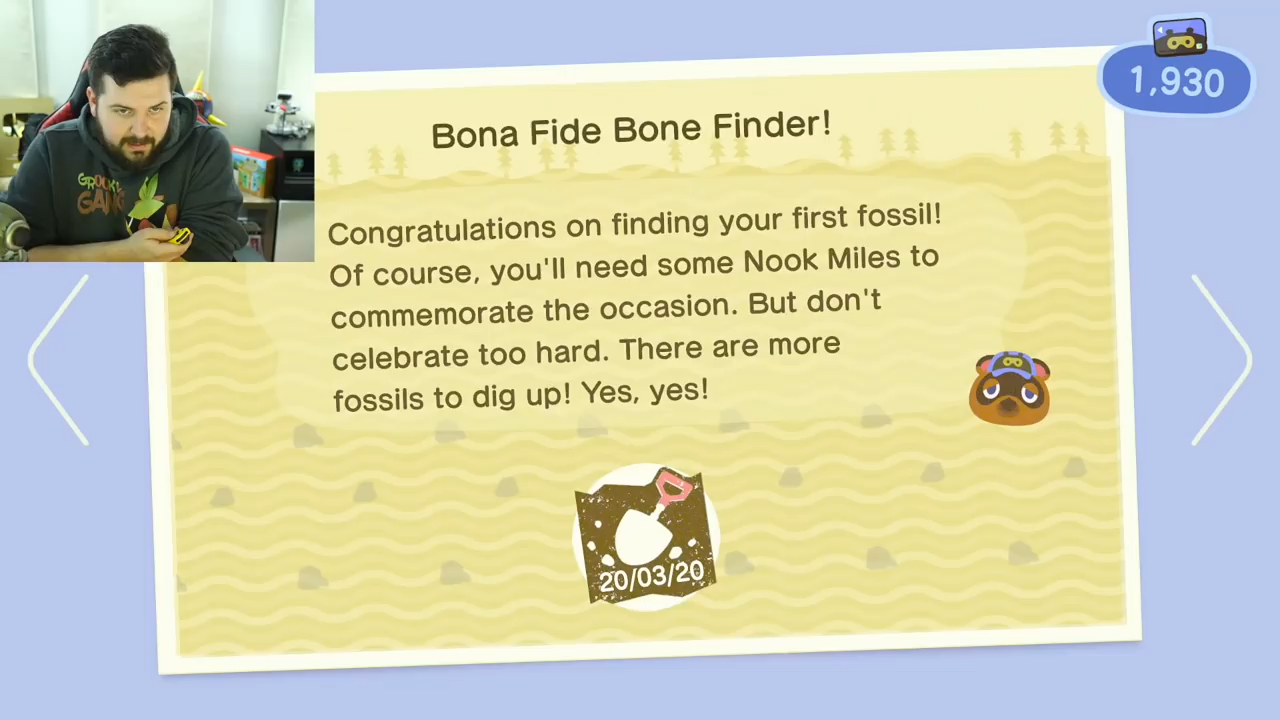 1,930
Bona Fide Bone Finder!
Congratulations on finding your first fossil!
Of course, you'll need some Nook Miles to
commemorate the occasion. But don't
celebrate too hard. There are more
fossils to dig up! Yes, yes!
20/03/20